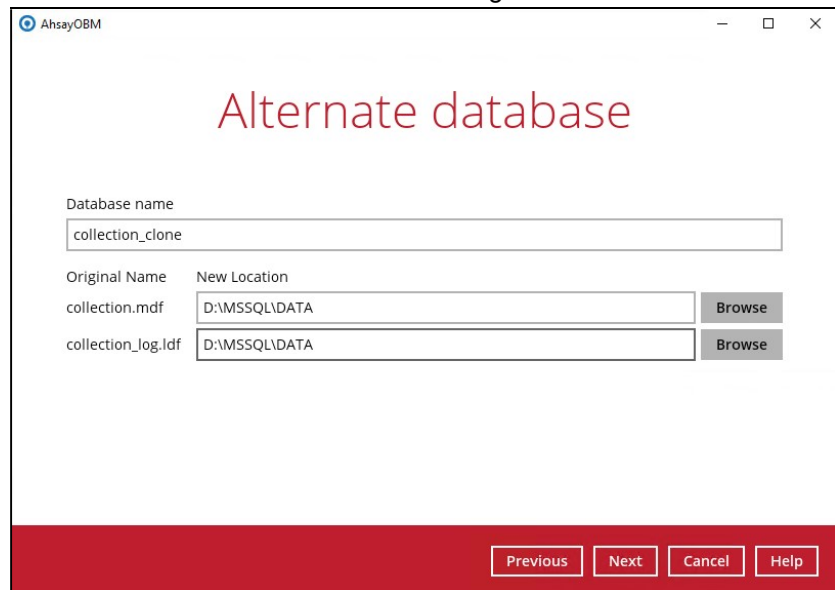 AhsayOBM
Alternate database
Database name
collection_clone
Original Name New Location
collection.mdf D:\MSSQL\DATA Browse
collection_log.ldf D:\MSSQL\DATA Browse
Previous Next Cancel Help